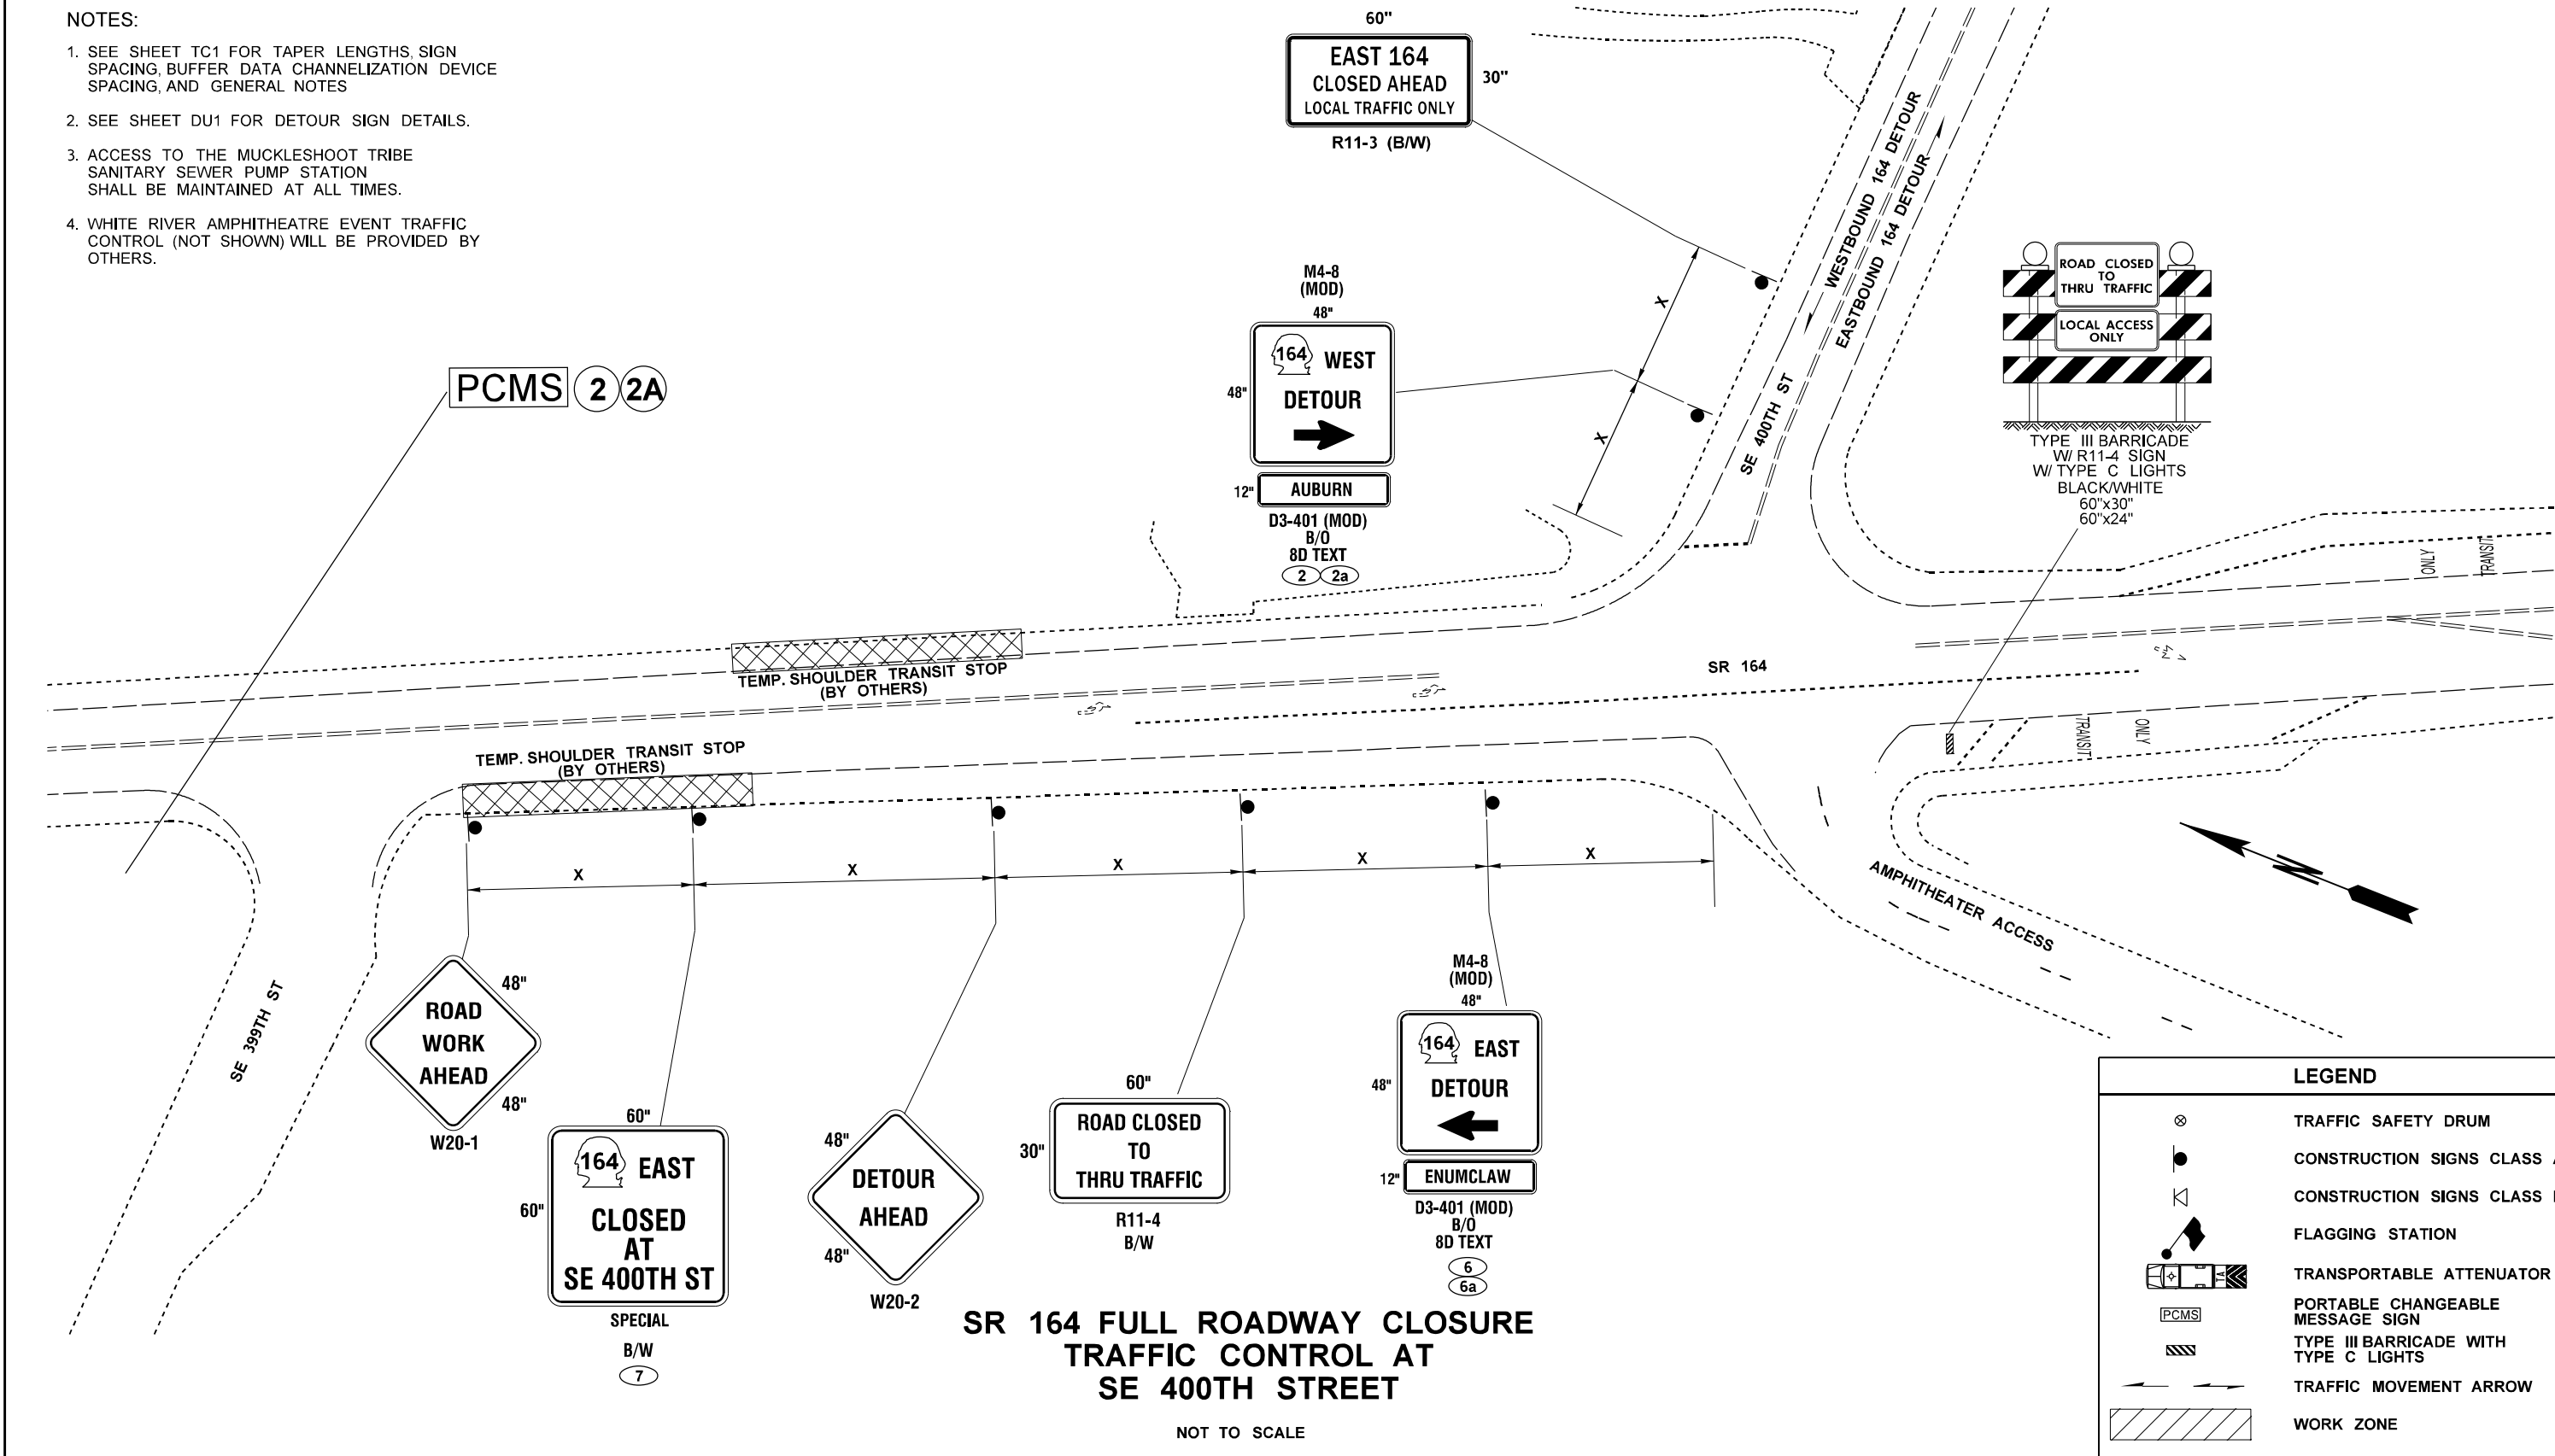 NOTES:
1. SEE SHEET TC1 FOR TAPER LENGTHS, SIGN
SPACING, BUFFER DATA CHANNELIZATION DEVICE
SPACING, AND GENERAL NOTES
2. SEE SHEET DU1 FOR DETOUR SIGN DETAILS.
3. ACCESS TO THE MUCKLESHOOT TRIBE
SANITARY SEWER PUMP STATION
SHALL BE MAINTAINED AT ALL TIMES.
4. WHITE RIVER AMPHITHEATRE EVENT TRAFFIC
CONTROL (NOT SHOWN) WILL BE PROVIDED BY
OTHERS.
60"
EAST 164
CLOSED AHEAD
LOCAL TRAFFIC ONLY
30"
R11-3 (B/W)
M4-8
(MOD)
48"
164 WEST
DETOUR
48"
12"
AUBURN
D3-401 (MOD)
B/O
8D TEXT
2 2a
X
X
WESTBOUND 164 DETOUR
EASTBOUND 164 DETOUR
SE 400TH ST
ROAD CLOSED
TO
THRU TRAFFIC
LOCAL ACCESS
ONLY
TYPE III BARRICADE
W/ R11-4 SIGN
W/ TYPE C LIGHTS
BLACK/WHITE
60"x30"
60"x24"
PCMS 2 2A
ONLY
TRANSIT
TEMP. SHOULDER TRANSIT STOP
(BY OTHERS)
SR 164
TEMP. SHOULDER TRANSIT STOP
(BY OTHERS)
TRANSIT
ONLY
X
X
X
X
X
AMPHITHEATER ACCESS
N
SE 399TH ST
ROAD
WORK
AHEAD
48"
48"
W20-1
60"
164 EAST
CLOSED
AT
SE 400TH ST
60"
SPECIAL
B/W
7
48"
DETOUR
AHEAD
48"
W20-2
60"
30"
ROAD CLOSED
TO
THRU TRAFFIC
R11-4
B/W
M4-8
(MOD)
48"
164 EAST
DETOUR
48"
12"
ENUMCLAW
D3-401 (MOD)
B/O
8D TEXT
6
6a
SR 164 FULL ROADWAY CLOSURE
TRAFFIC CONTROL AT
SE 400TH STREET
NOT TO SCALE
LEGEND
TRAFFIC SAFETY DRUM
CONSTRUCTION SIGNS CLASS
CONSTRUCTION SIGNS CLASS
FLAGGING STATION
TA
TRANSPORTABLE ATTENUATOR
PCMS
PORTABLE CHANGEABLE
MESSAGE SIGN
TYPE III BARRICADE WITH
TYPE C LIGHTS
TRAFFIC MOVEMENT ARROW
WORK ZONE